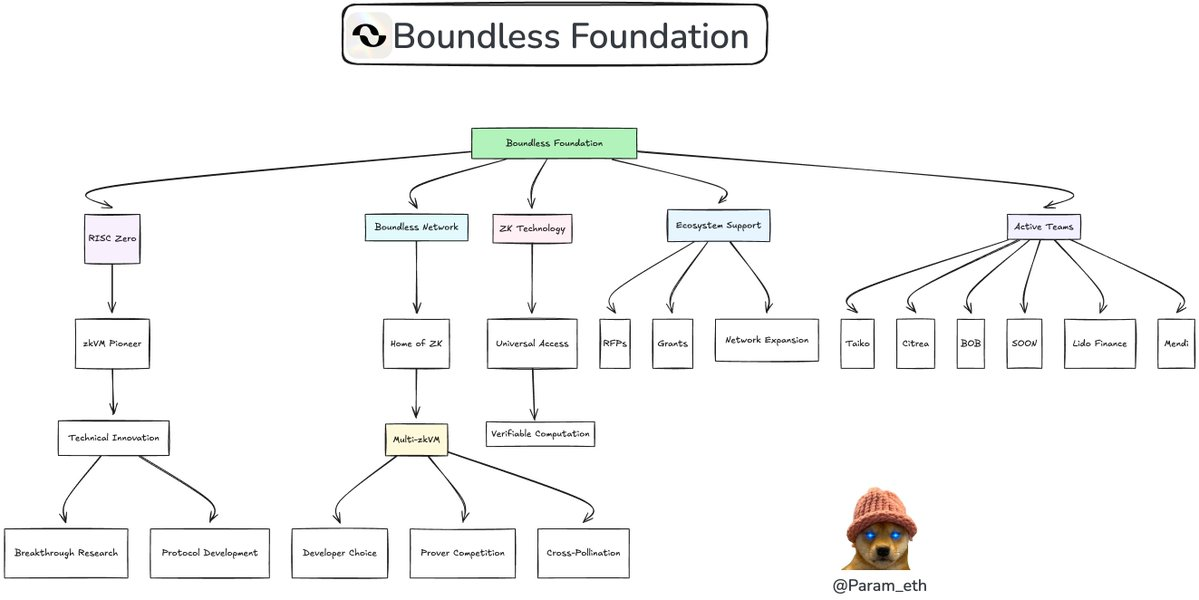 Boundless Foundation
Boundless Foundation
RISC Zero
Boundless Network
ZK Technology
Ecosystem Support
Active Teams
zkVM Pioneer
Home of ZK
Universal Access
RFPs
Grants
Network Expansion
Taiko
Citrea
BOB
SOON
Lido Finance
Mendi
Technical Innovation
Multi-zkVM
Verifiable Computation
Breakthrough Research
Protocol Development
Developer Choice
Prover Competition
Cross-Pollination
@Param_eth